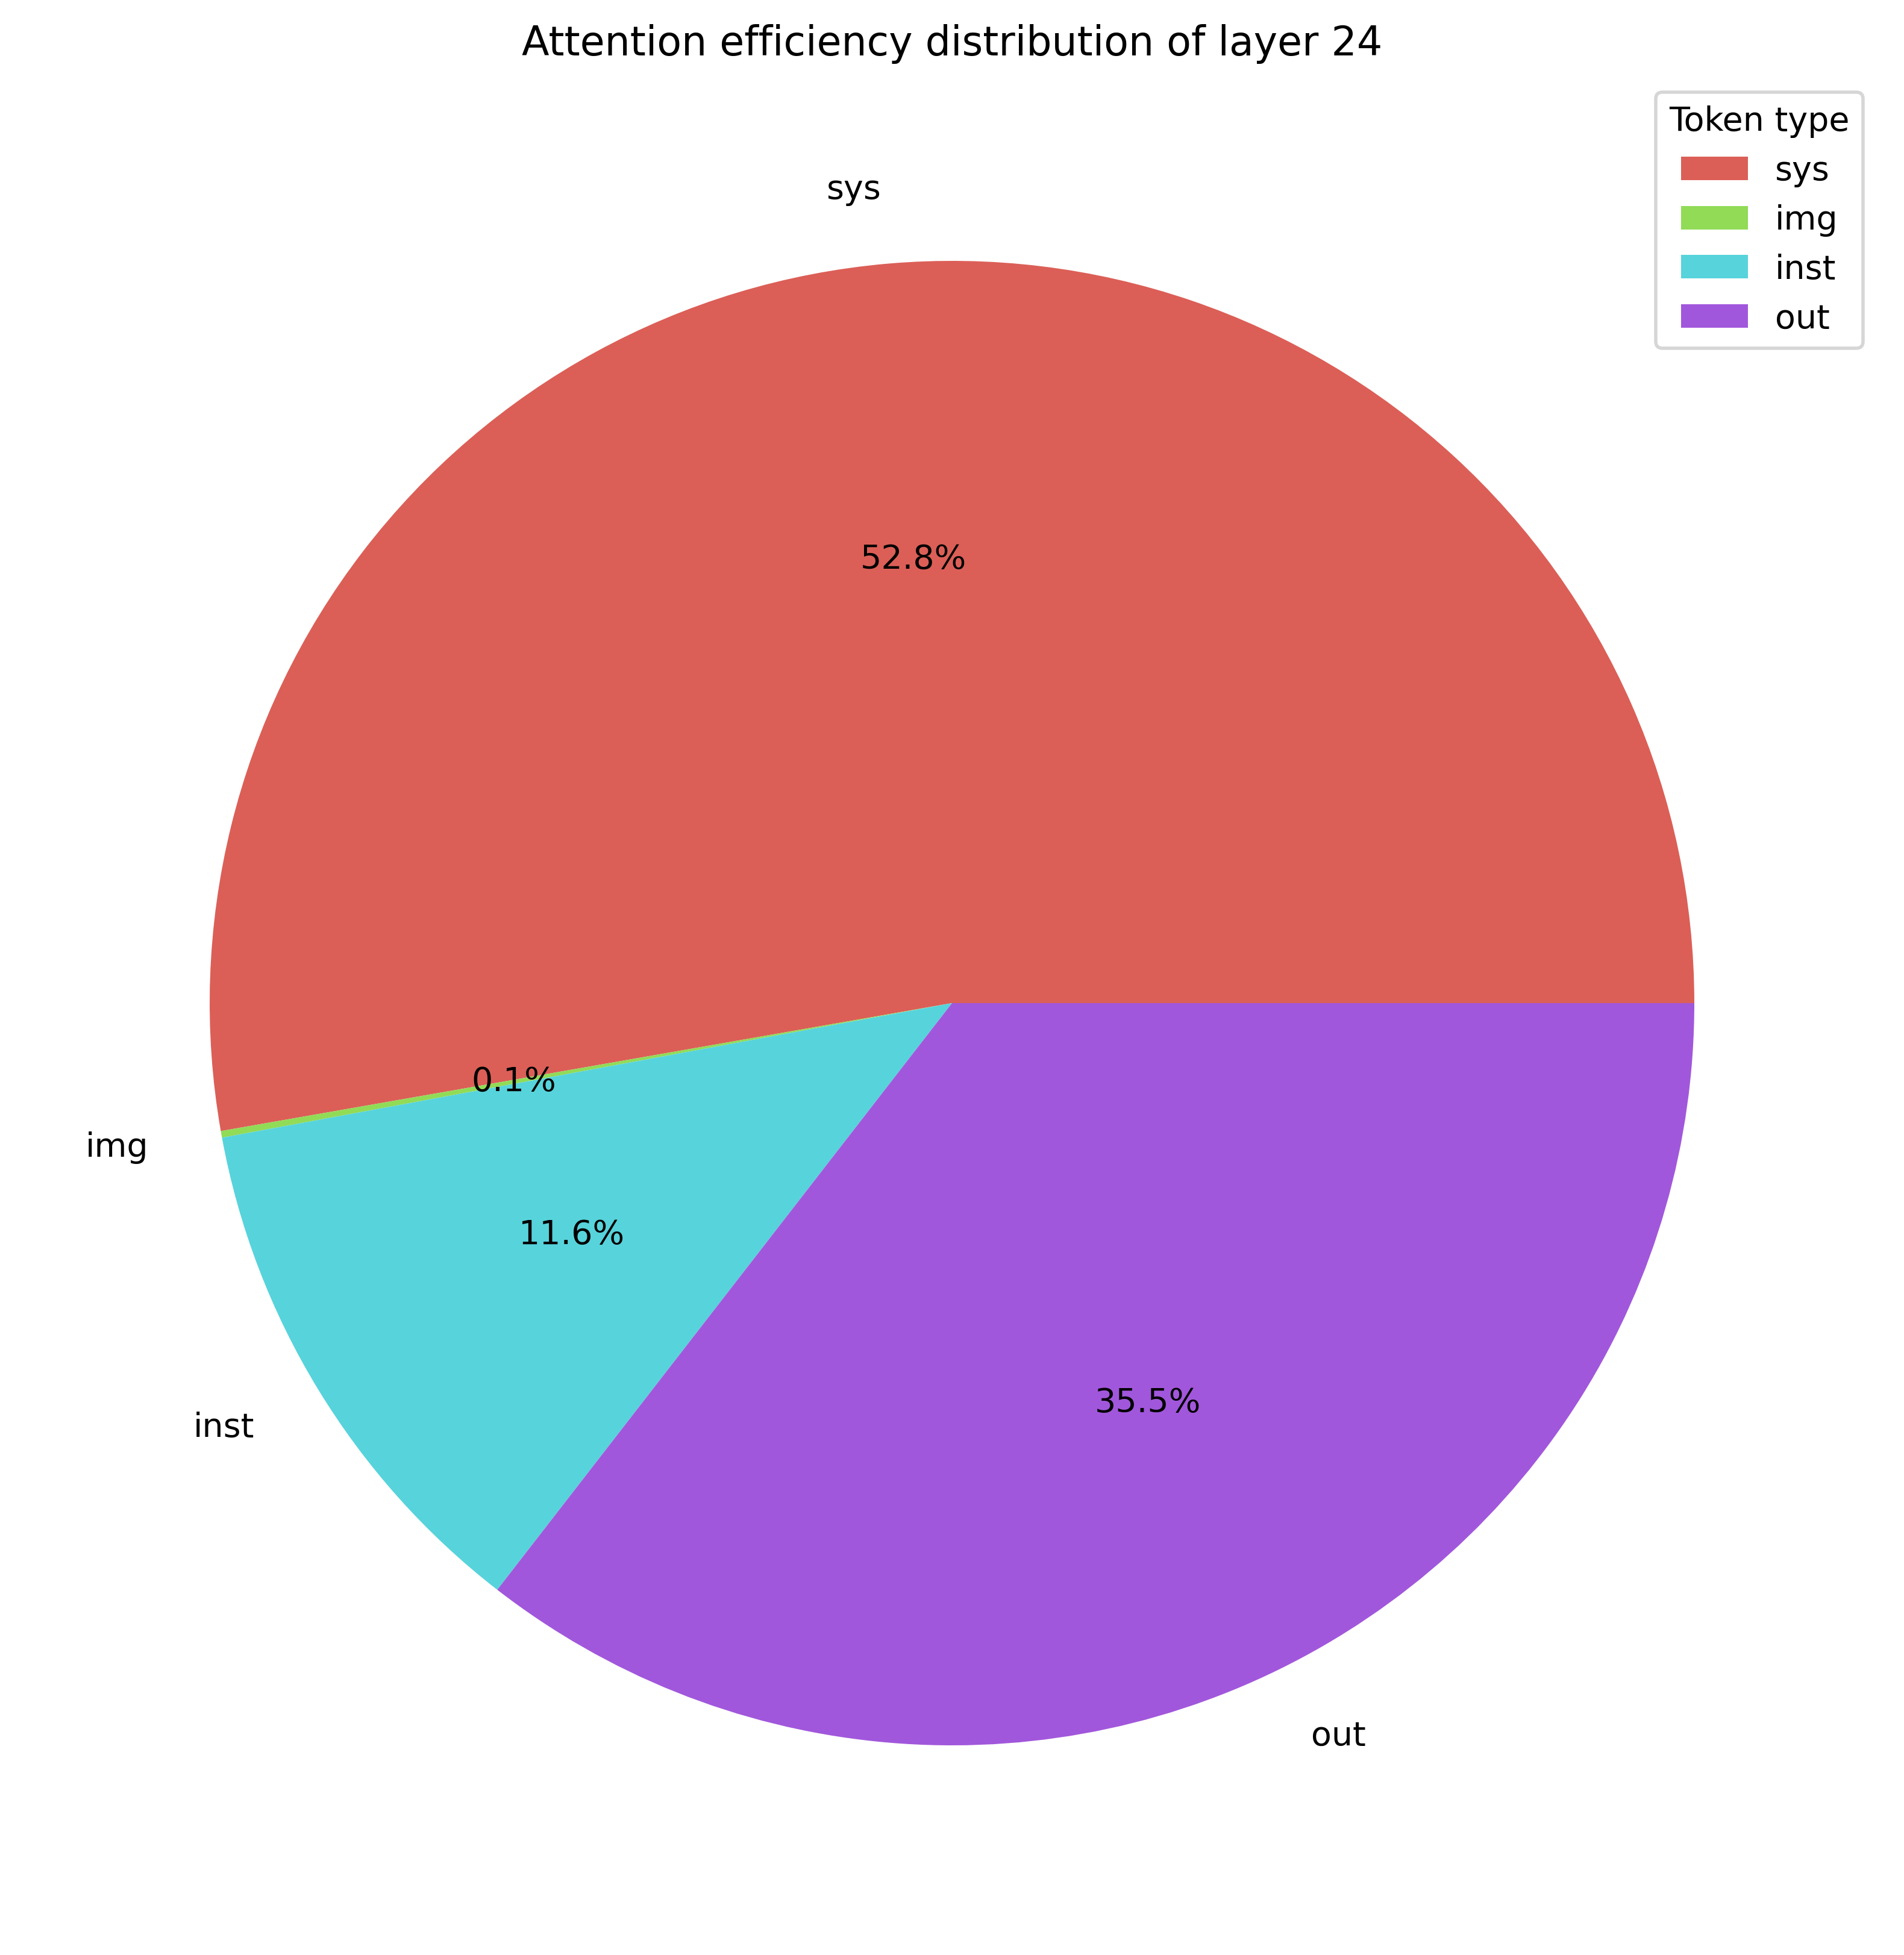 Attention efficiency distribution of layer 24
Token type
sys
img
inst
out
sys
52.8%
0.1%
img
11.6%
inst
35.5%
out